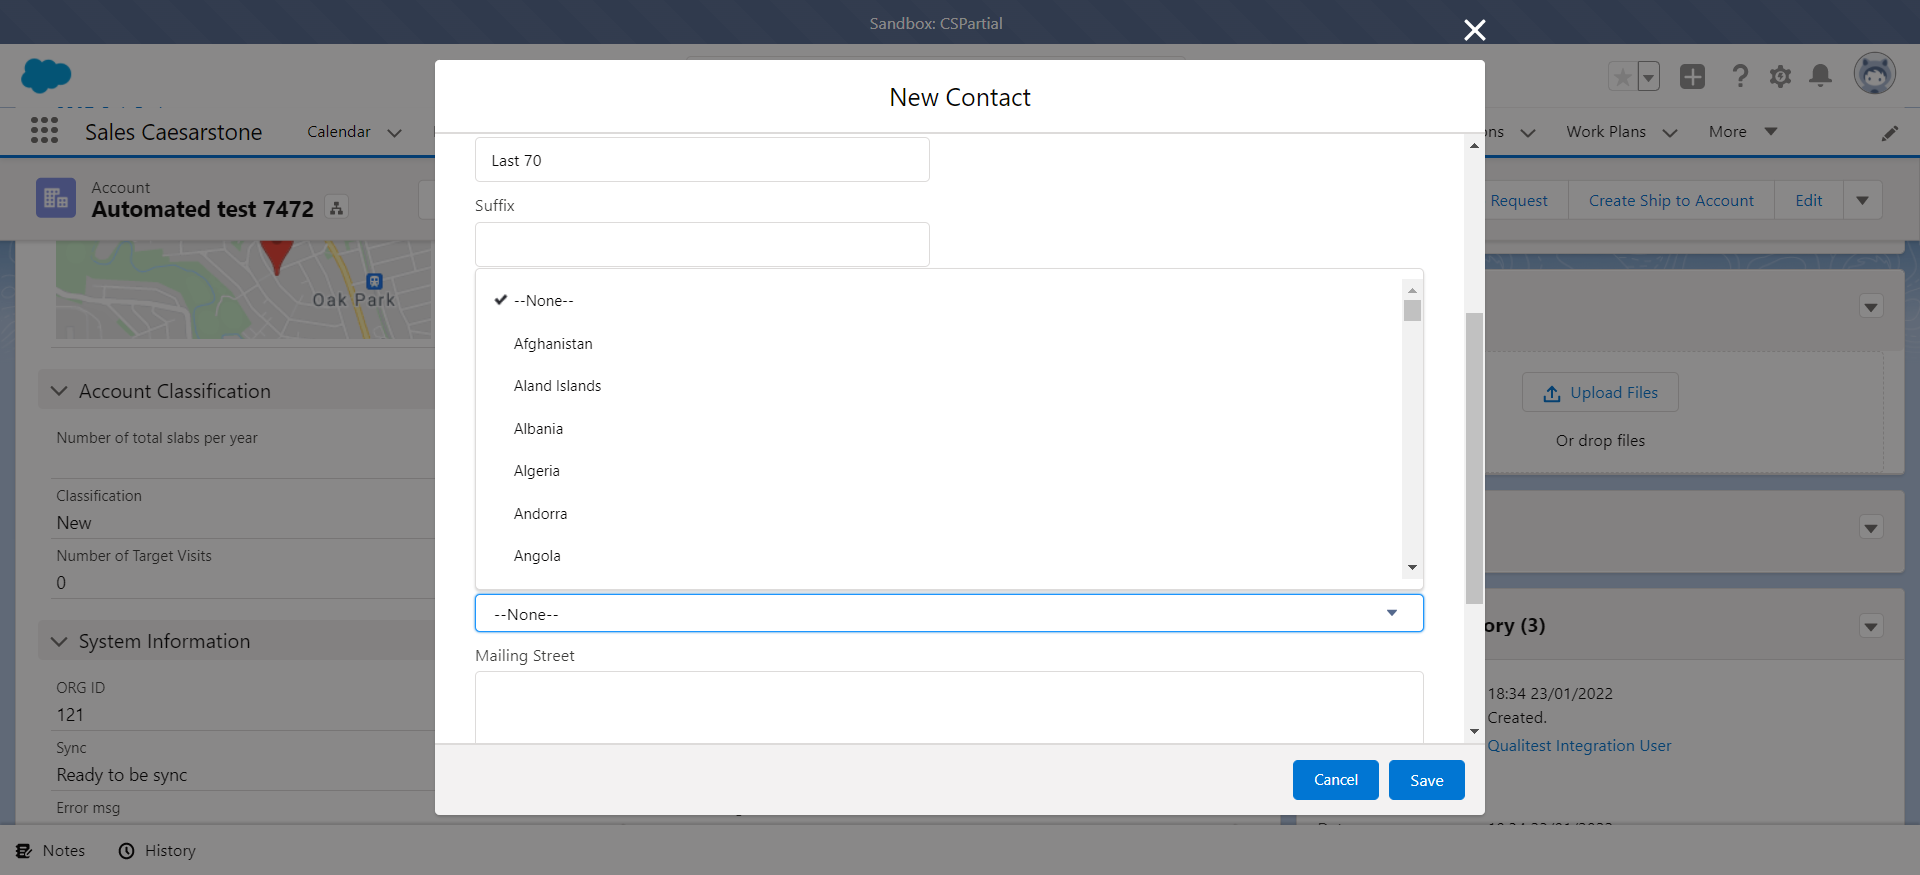 Sandbox: CSPartial
New Contact
Sales Caesarstone
Calendar
Work Plans
More
Account
Automated test 7472
Request
Create Ship to Account
Edit
Last 70
Suffix
--None--
Afghanistan
Aland Islands
Albania
Algeria
Andorra
Angola
--None--
Mailing Street
Cancel
Save
Oak Park
Account Classification
Number of total slabs per year
Classification
New
Number of Target Visits
0
System Information
ORG ID
121
Sync
Ready to be sync
Error msg
Upload Files
Or drop files
(3)
18:34 23/01/2022
Created.
Qualitest Integration User
Notes
History